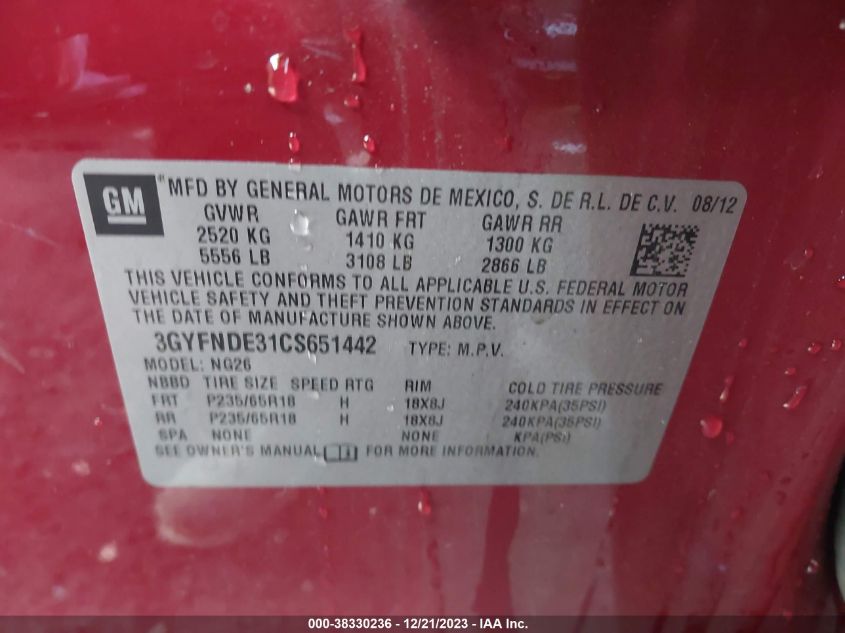 GM ® MFD BY GENERAL MOTORS DE MEXICO, S. DE R.L. DE C.V. 08/12
GVWR GAWR FRT GAWR RR
2520 KG 1410 KG 1300 KG
5556 LB 3108 LB 2866 LB
THIS VEHICLE CONFORMS TO ALL APPLICABLE U.S. FEDERAL MOTOR
VEHICLE SAFETY AND THEFT PREVENTION STANDARDS IN EFFECT ON
THE DATE OF MANUFACTURE SHOWN ABOVE.
3GYFNDE31CS651442 TYPE: M.P.V.
MODEL: NG26
NBBD TIRE SIZE SPEED RTG RIM COLD TIRE PRESSURE
FRT P235/65R18 H 18X8J 240KPA(35PSI)
RR P235/65R18 H 18X8J 240KPA(35PSI)
SPA NONE NONE KPA(PSI)
SEE OWNER'S MANUAL FOR MORE INFORMATION.
000-38330236 - 12/21/2023 - IAA Inc.